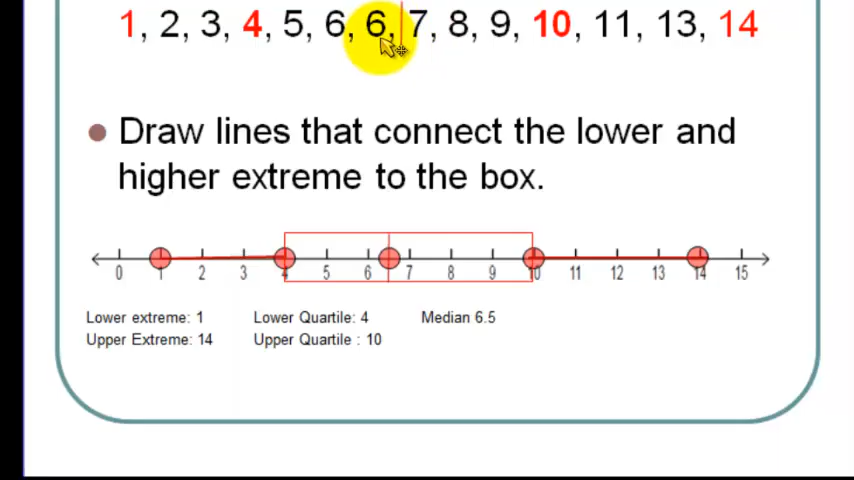 1, 2, 3, 4, 5, 6, 6, 7, 8, 9, 10, 11, 13, 14
Draw lines that connect the lower and
higher extreme to the box.
0 1 2 3 4 5 6 7 8 9 10 11 12 13 14 15
Lower extreme: 1 Lower Quartile: 4 Median 6.5
Upper Extreme: 14 Upper Quartile : 10